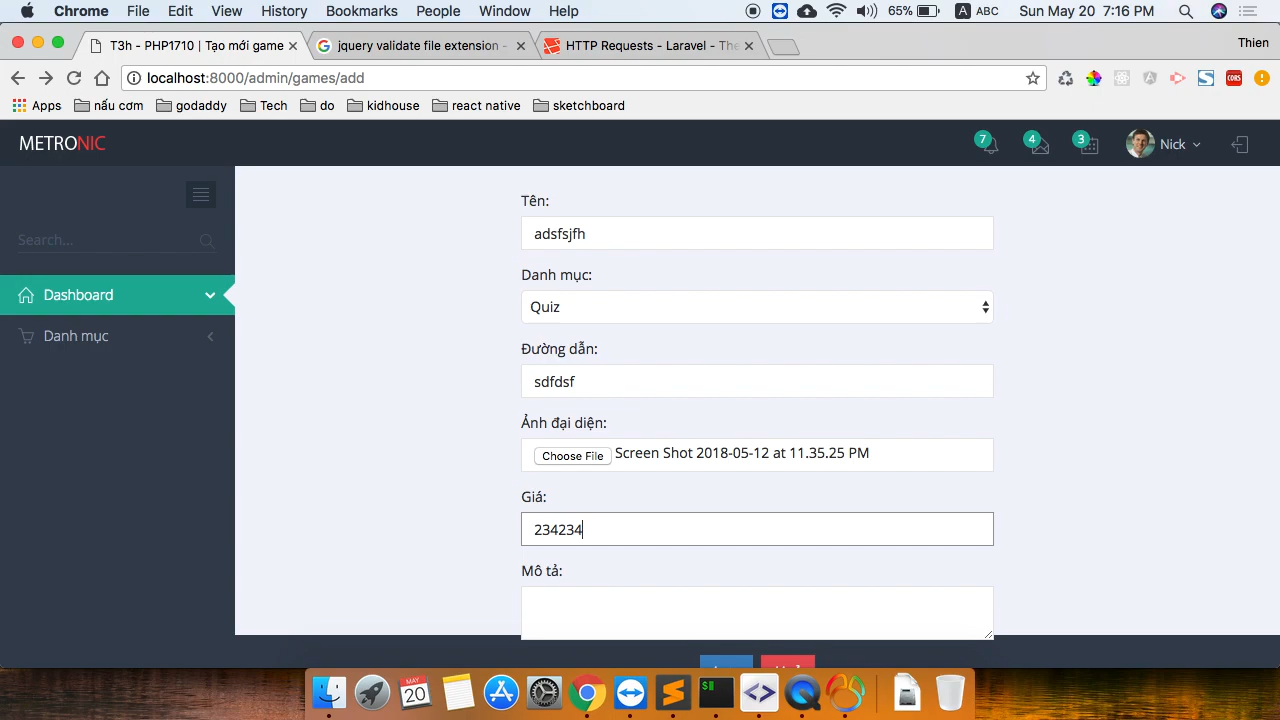 Chrome File Edit View History Bookmarks People Window Help 65% A ABC Sun May 20 7:16 PM
T3h - PHP1710 | Tạo mới game jquery validate file extension - HTTP Requests - Laravel - The Thien
localhost:8000/admin/games/add
Apps nấu cơm godaddy Tech do kidhouse react native sketchboard
METRONIC 7 4 3 Nick
Search...
Dashboard
Danh mục
Tên:
adsfsjfh
Danh mục:
Quiz
Đường dẫn:
sdfdsf
Ảnh đại diện:
Choose File Screen Shot 2018-05-12 at 11.35.25 PM
Giá:
234234
Mô tả:
MAY
20